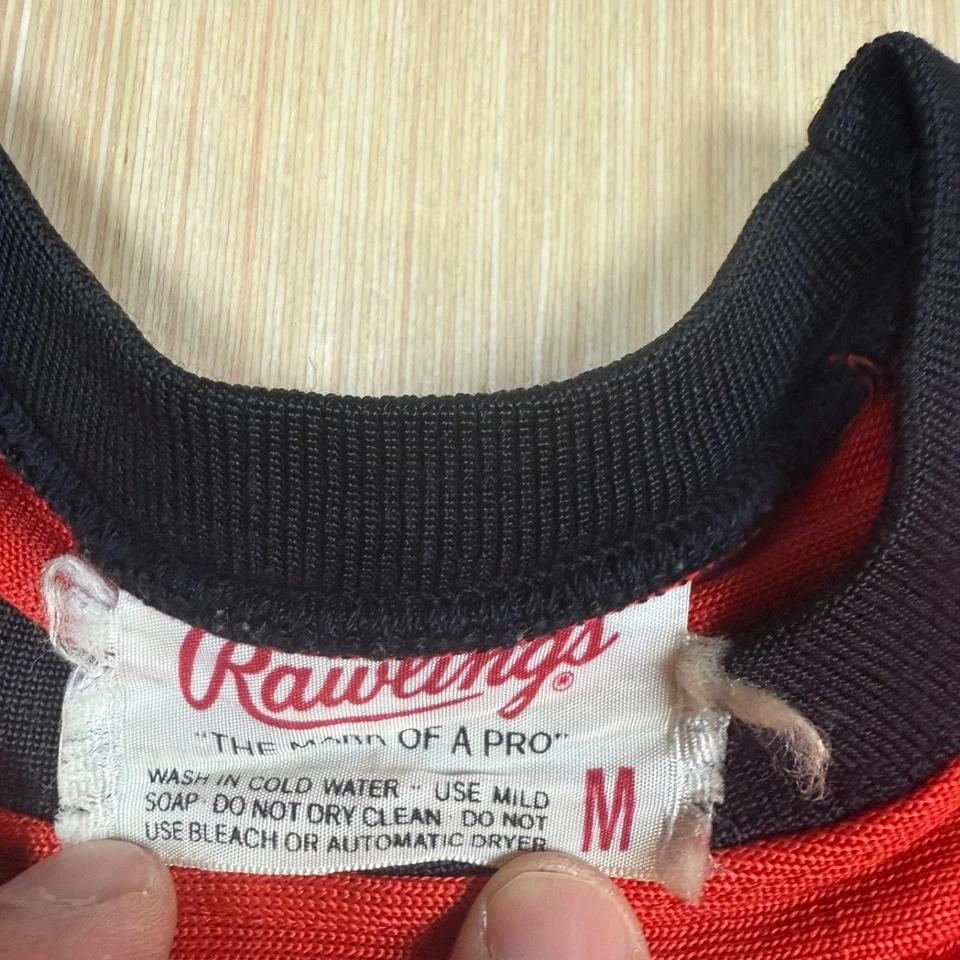 Rawlings®
"THE MARK OF A PRO"
WASH IN COLD WATER - USE MILD
SOAP DO NOT DRY CLEAN DO NOT
USE BLEACH OR AUTOMATIC DRYER
M